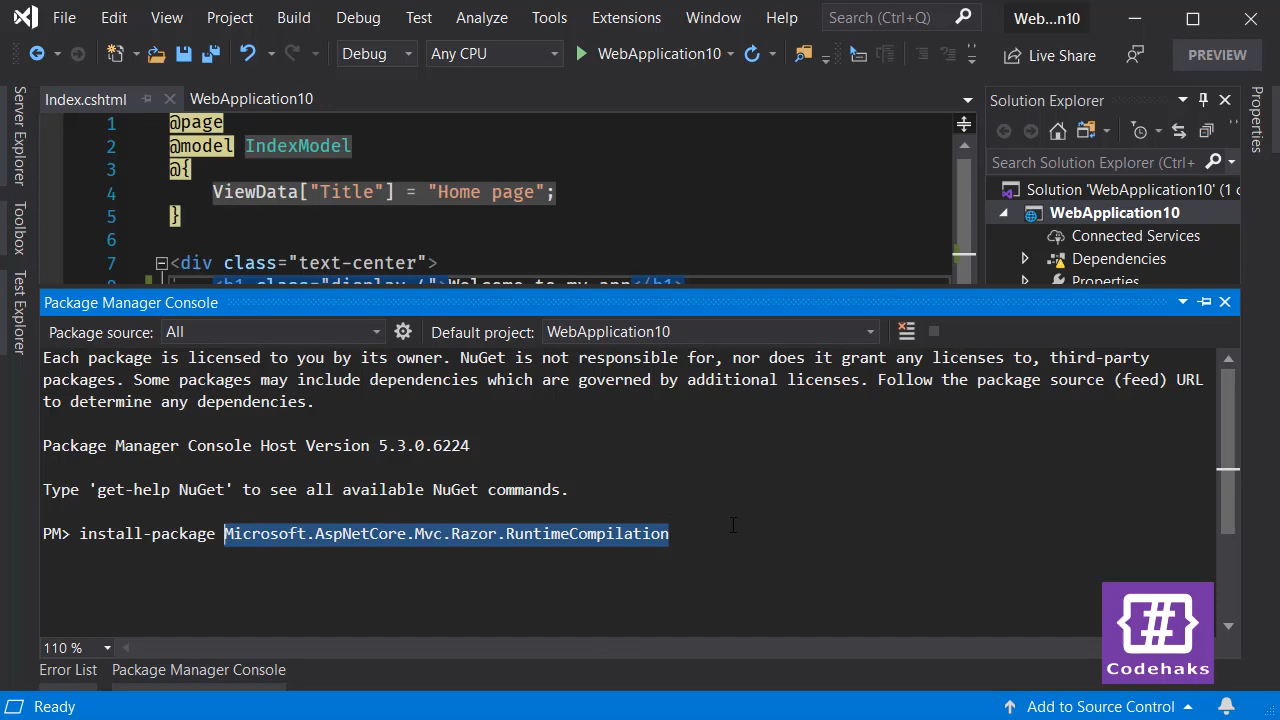 File Edit View Project Build Debug Test Analyze Tools Extensions Window Help Search (Ctrl+Q) Web...n10
Debug Any CPU WebApplication10 Live Share PREVIEW
Server Explorer
Toolbox
Test Explorer
Index.cshtml WebApplication10
1 @page
2 @model IndexModel
3 @{
4 ViewData["Title"] = "Home page";
5 }
6
7 <div class="text-center">
Solution Explorer
Search Solution Explorer (Ctrl+
Solution 'WebApplication10' (1 
WebApplication10
Connected Services
Dependencies
Properties
Properties
Package Manager Console
Package source: All Default project: WebApplication10
Each package is licensed to you by its owner. NuGet is not responsible for, nor does it grant any licenses to, third-party
packages. Some packages may include dependencies which are governed by additional licenses. Follow the package source (feed) URL
to determine any dependencies.
Package Manager Console Host Version 5.3.0.6224
Type 'get-help NuGet' to see all available NuGet commands.
PM> install-package Microsoft.AspNetCore.Mvc.Razor.RuntimeCompilation
110 %
Error List Package Manager Console
{#}
Codehaks
Ready Add to Source Control